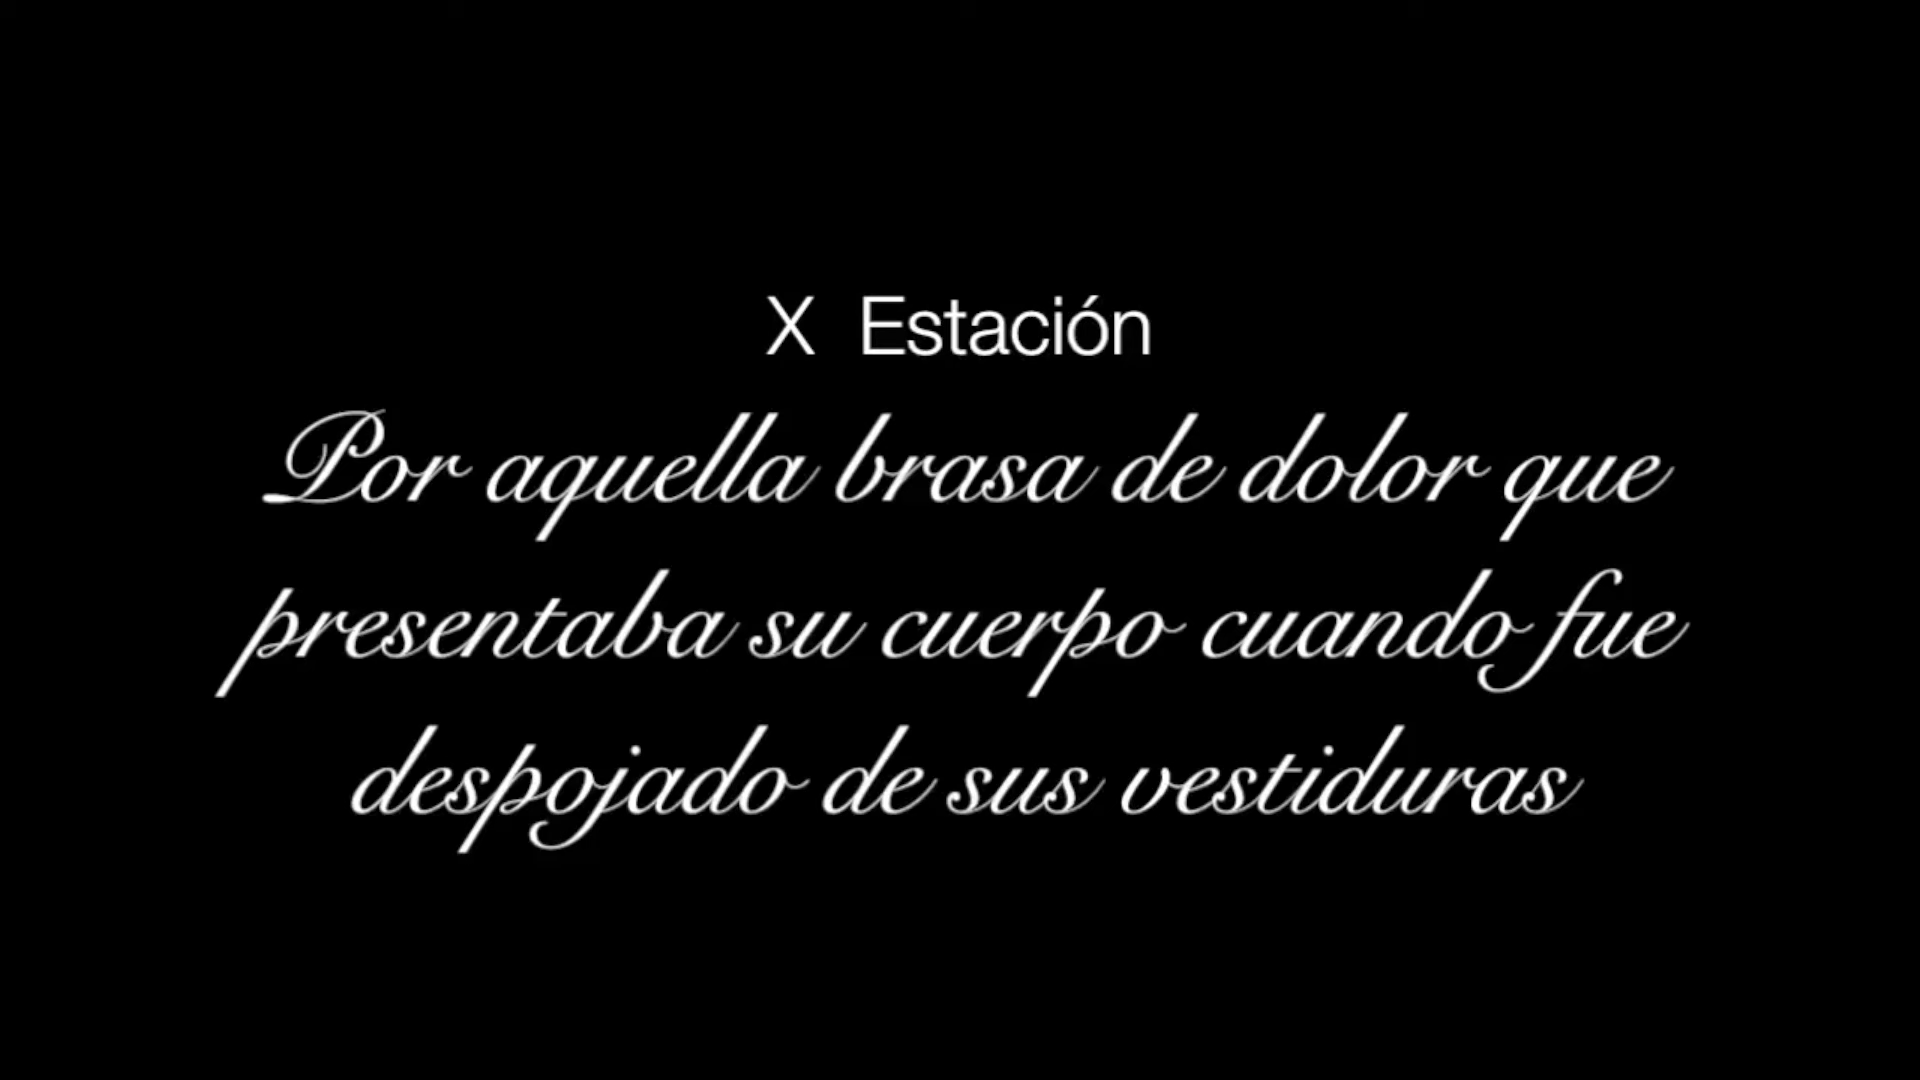 X Estación
Por aquella brasa de dolor que
presentaba su cuerpo cuando fue
despojado de sus vestiduras